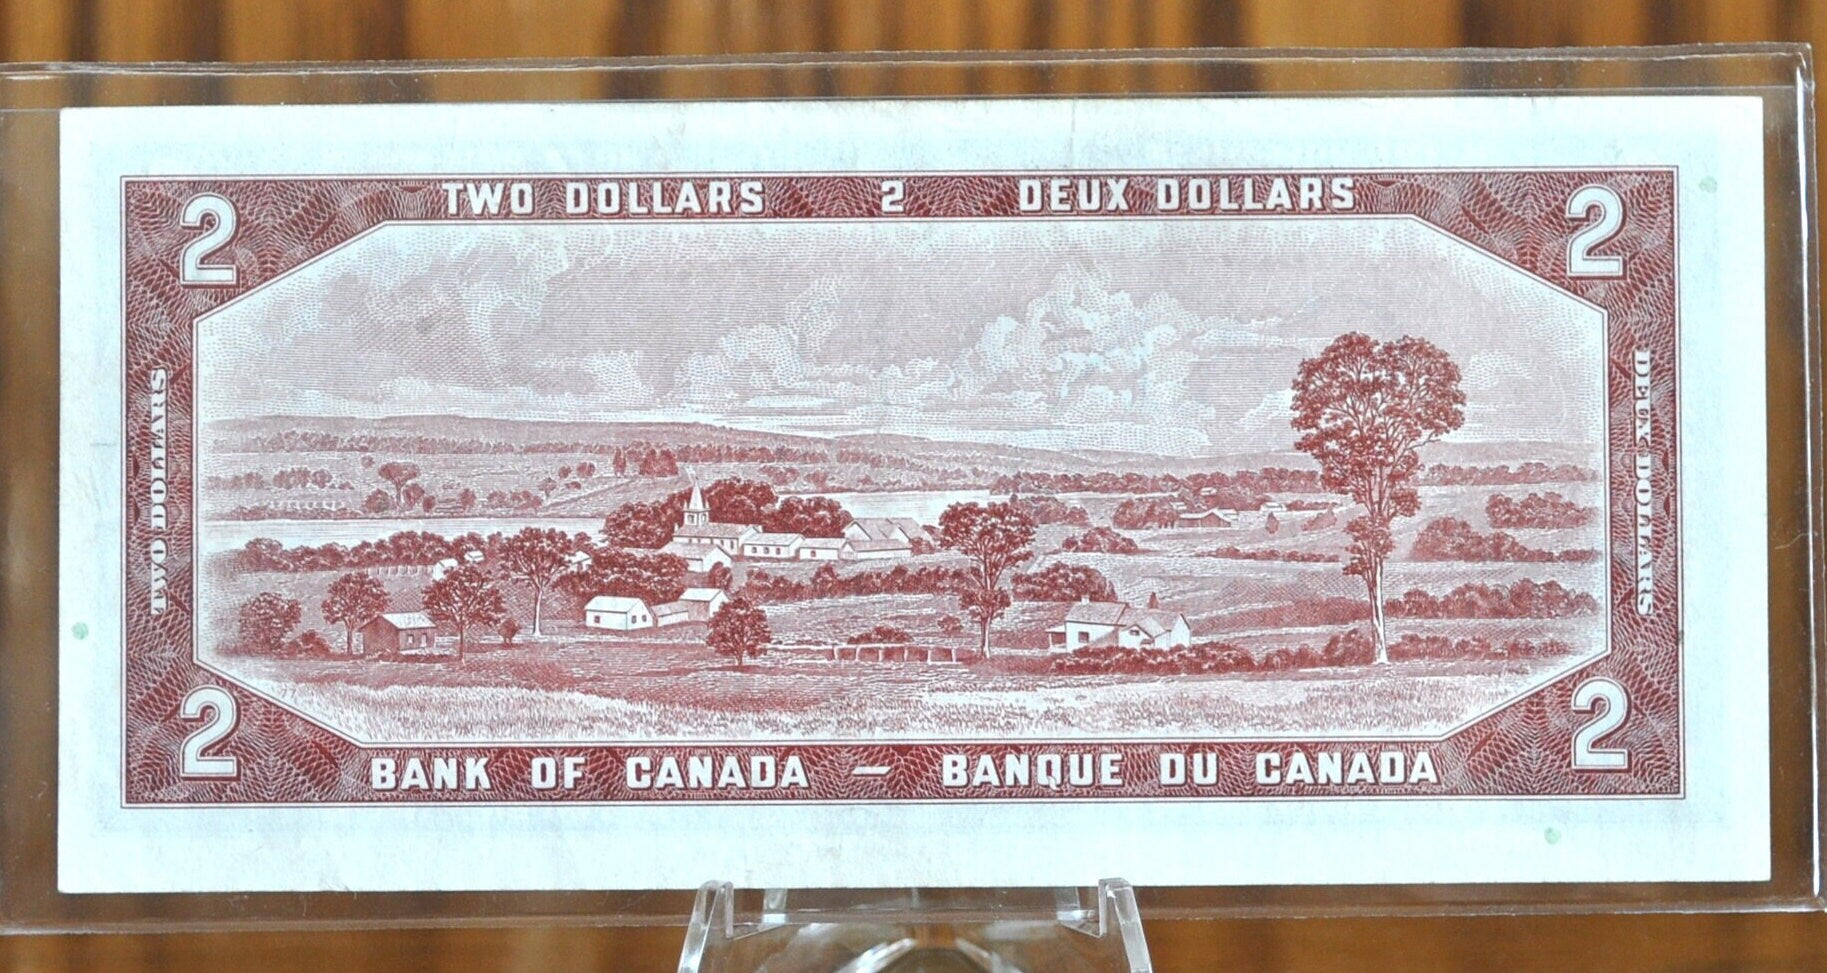 TWO DOLLARS 2 DEUX DOLLARS
2 2
TWO DOLLARS
DEUX DOLLARS
2 2
BANK OF CANADA — BANQUE DU CANADA